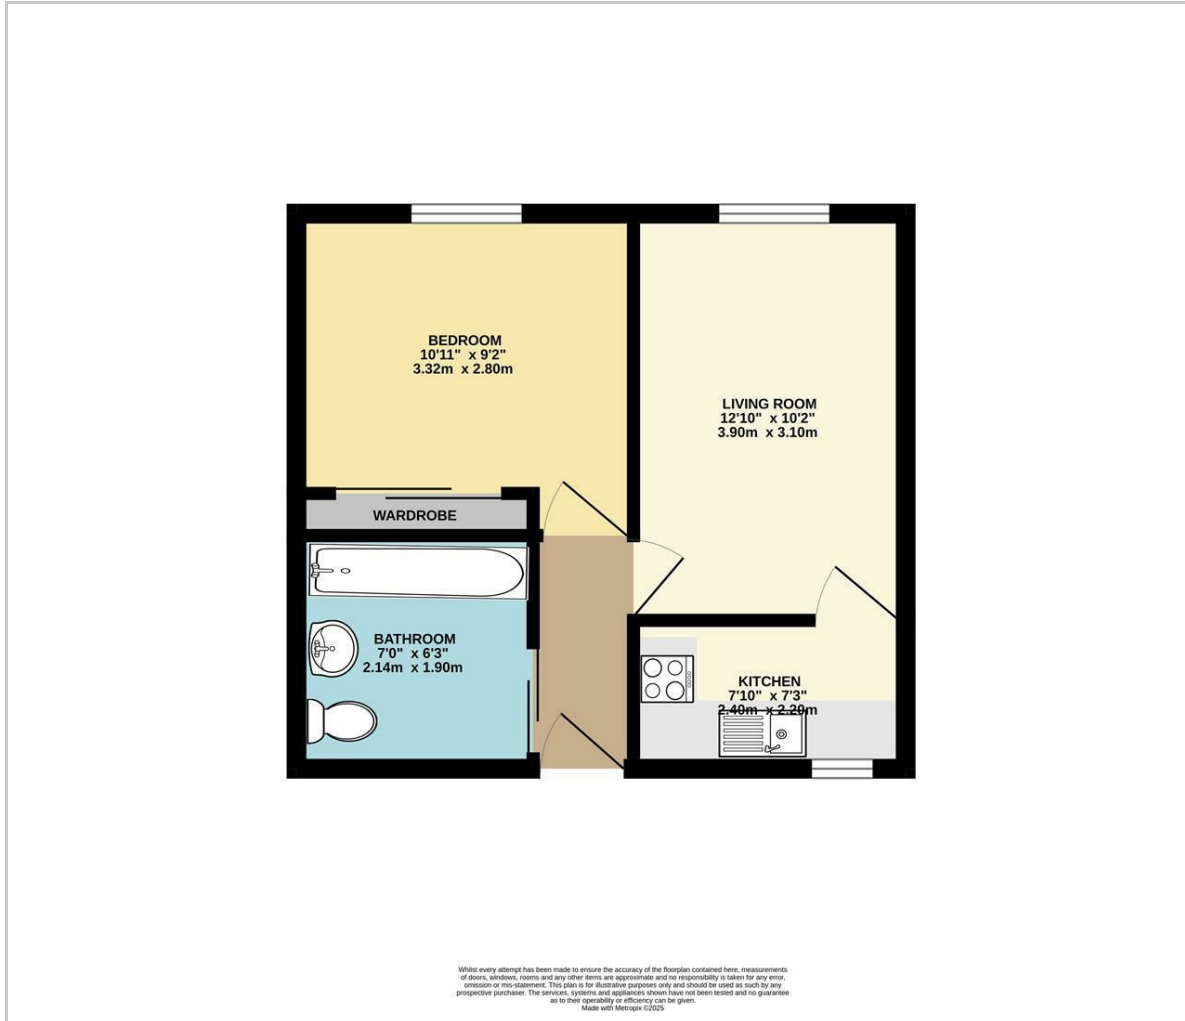 BEDROOM
10'11" x 9'2"
3.32m x 2.80m
LIVING ROOM
12'10" x 10'2"
3.90m x 3.10m
WARDROBE
BATHROOM
7'0" x 6'3"
2.14m x 1.90m
KITCHEN
7'10" x 7'3"
2.40m x 2.20m
Whilst every attempt has been made to ensure the accuracy of the floorplan contained here, measurements
of doors, windows, rooms and any other items are approximate and no responsibility is taken for any error,
omission or mis-statement. This plan is for illustrative purposes only and should be used as such by any
prospective purchaser. The services, systems and appliances shown have not been tested and no guarantee
as to their operability or efficiency can be given.
Made with Metropix ©2025